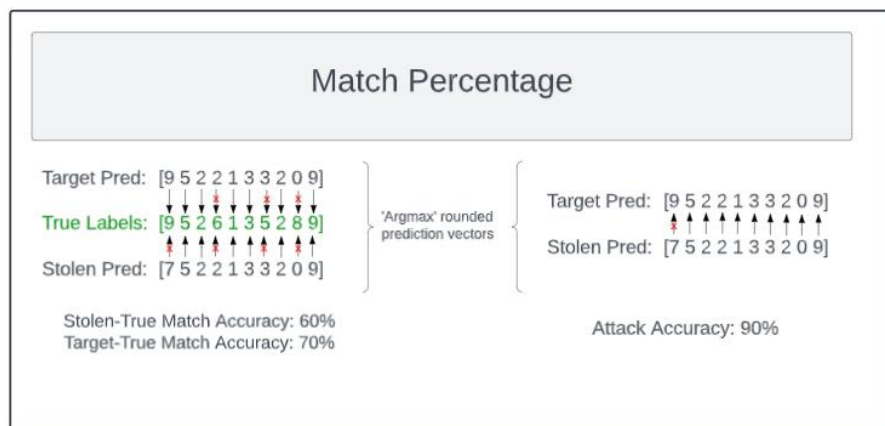 Match Percentage
Target Pred: [9 5 2 2 1 3 3 2 0 9]
x x x
True Labels: [9 5 2 6 1 3 5 2 8 9]
x x x x
Stolen Pred: [7 5 2 2 1 3 3 2 0 9]
Stolen-True Match Accuracy: 60%
Target-True Match Accuracy: 70%
'Argmax' rounded
prediction vectors
Target Pred: [9 5 2 2 1 3 3 2 0 9]
x
Stolen Pred: [7 5 2 2 1 3 3 2 0 9]
Attack Accuracy: 90%